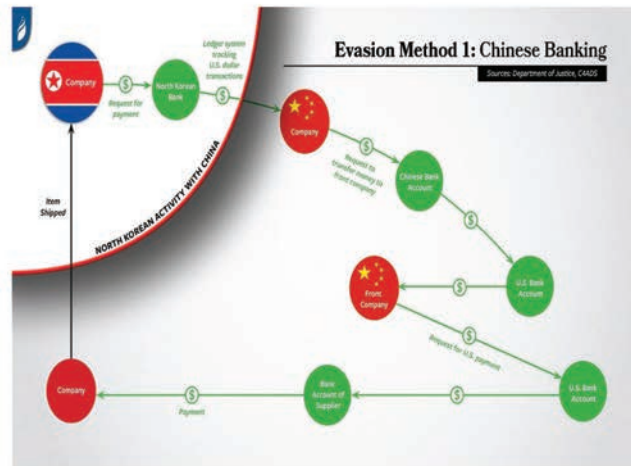 Evasion Method 1: Chinese Banking
Sources: Department of Justice, C4ADS
Company
$
Request for
payment
North Korean
Bank
Ledger system
tracking
U.S. dollar
transactions
$
Company
$
Request to
transfer money to
front company
Chinese Bank
Account
$
U.S. Bank
Account
$
Front
Company
$
Request for U.S. payment
U.S. Bank
Account
$
Bank
Account of
Supplier
$
Payment
Company
Item
Shipped
NORTH KOREAN ACTIVITY WITH CHINA